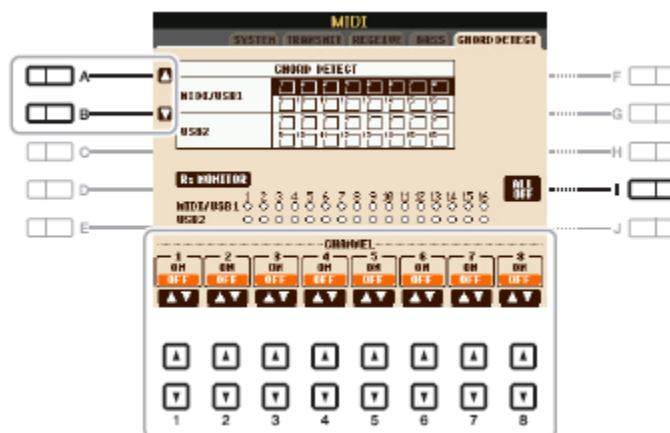 MIDI
SYSTEM TRANSMIT RECEIVE BASS CHORD DETECT
CHORD DETECT
MIDI/USB1
USB2
A
B
C
D
E
F
G
H
I
J
R: MONITOR
1 2 3 4 5 6 7 8 9 10 11 12 13 14 15 16
MIDI/USB1
USB2
ALL
OFF
CHANNEL
1 2 3 4 5 6 7 8
ON ON ON ON ON ON ON ON
OFF OFF OFF OFF OFF OFF OFF OFF
1 2 3 4 5 6 7 8